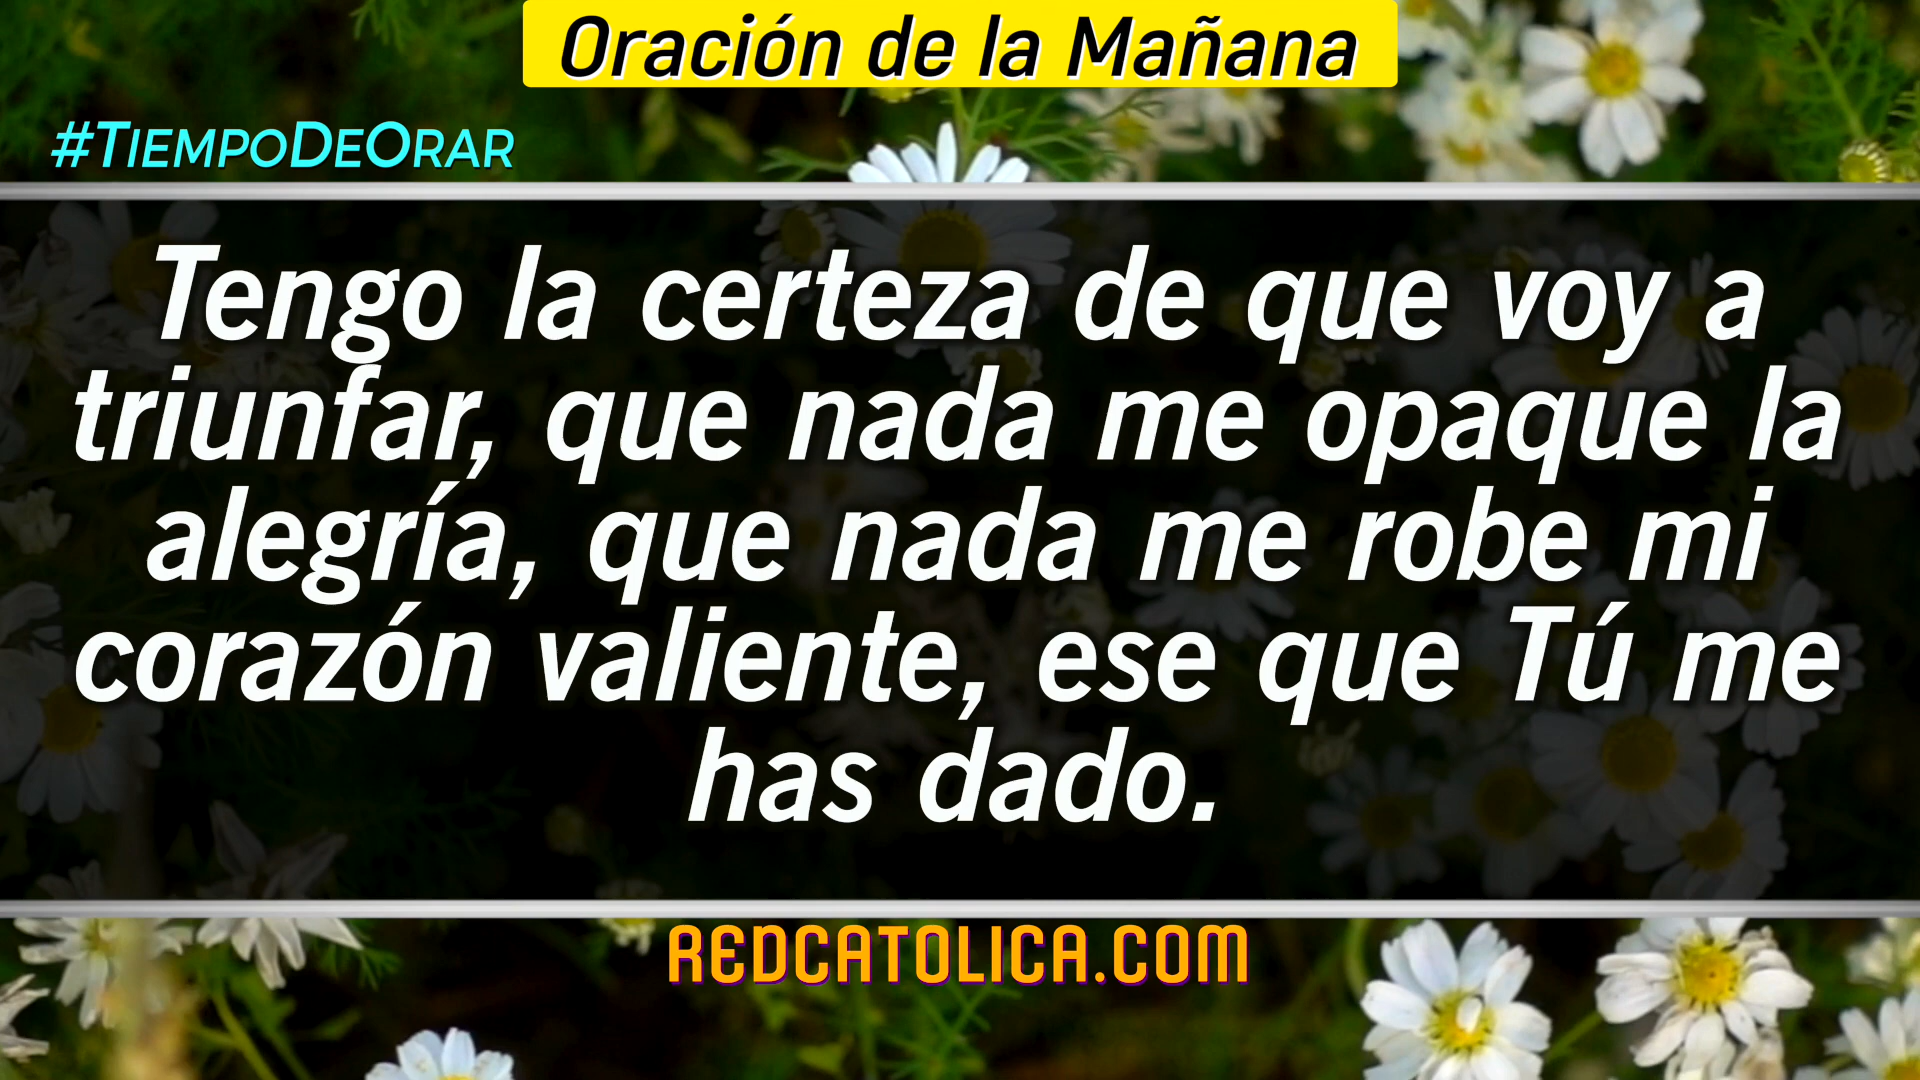 Oración de la Mañana
#TiempoDeOrar
Tengo la certeza de que voy a
triunfar, que nada me opaque la
alegría, que nada me robe mi
corazón valiente, ese que Tú me
has dado.
REDCATOLICA.COM